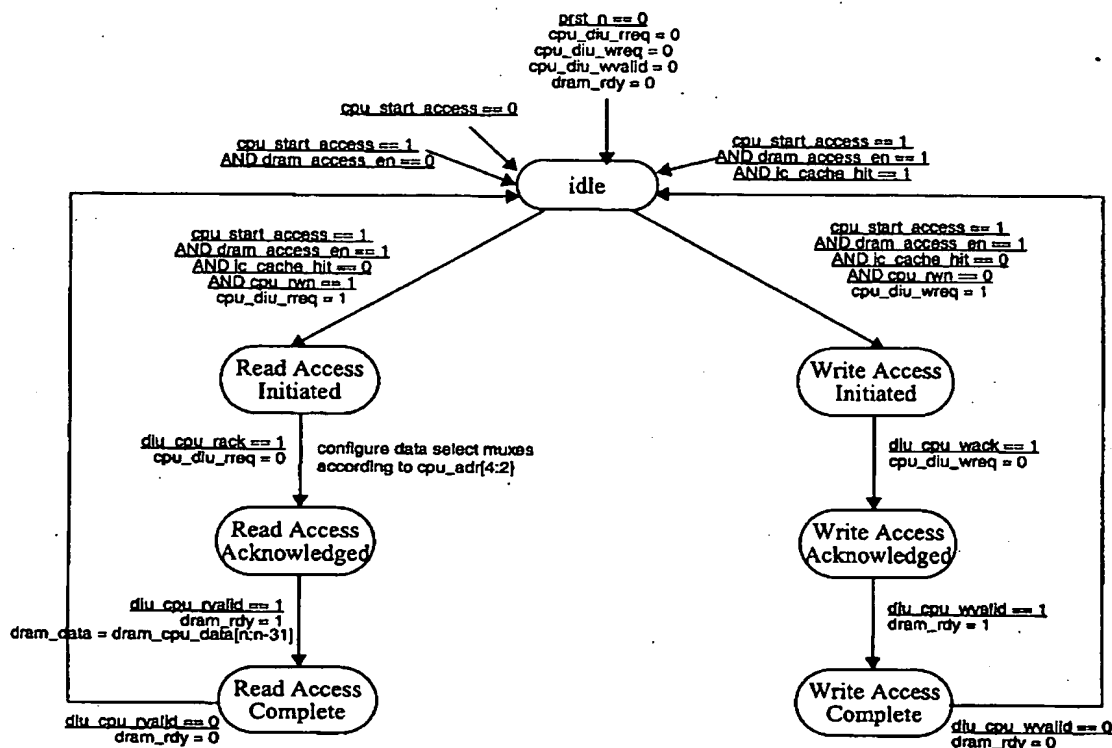 prst_n == 0
cpu_diu_rreq = 0
cpu_diu_wreq = 0
cpu_diu_wvalid = 0
dram_rdy = 0
cpu_start_access == 0
cpu_start_access == 1
AND dram_access_en == 0
cpu_start_access == 1
AND dram_access_en == 1
AND ic_cache_hit == 1
idle
cpu_start_access == 1
AND dram_access_en == 1
AND ic_cache_hit == 0
AND cpu_rwn == 1
cpu_diu_rreq = 1
cpu_start_access == 1
AND dram_access_en == 1
AND ic_cache_hit == 0
AND cpu_rwn == 0
cpu_diu_wreq = 1
Read Access
Initiated
Write Access
Initiated
diu_cpu_rack == 1
cpu_diu_rreq = 0
configure data select muxes
according to cpu_adr[4:2]
diu_cpu_wack == 1
cpu_diu_wreq = 0
Read Access
Acknowledged
Write Access
Acknowledged
diu_cpu_rvalid == 1
dram_rdy = 1
dram_data = dram_cpu_data[n:n-31]
diu_cpu_wvalid == 1
dram_rdy = 1
Read Access
Complete
Write Access
Complete
diu_cpu_rvalid == 0
dram_rdy = 0
diu_cpu_wvalid == 0
dram_rdy = 0